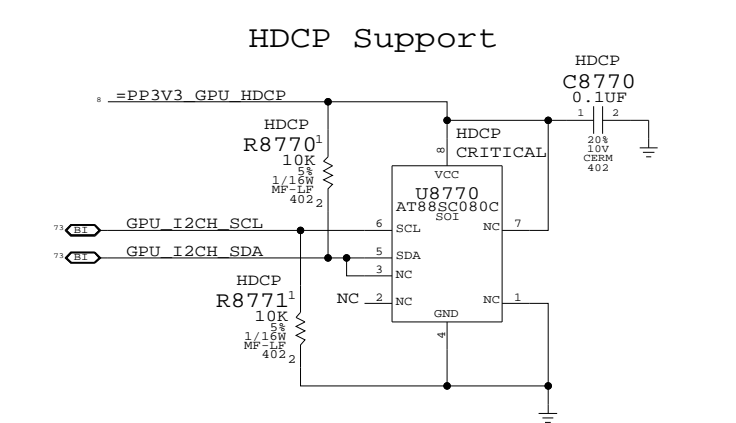 HDCP Support
HDCP
C8770
0.1UF
1 2
20%
10V
CERM
402
8 =PP3V3_GPU_HDCP
HDCP
R8770 1
10K
5%
1/16W
MF-LF
402 2
HDCP
CRITICAL
8
VCC
U8770
AT88SC080C
SOI
73 BI GPU_I2CH_SCL 6 SCL NC 7
73 BI GPU_I2CH_SDA 5 SDA
3 NC
NC 2 NC NC 1
GND
4
HDCP
R8771 1
10K
5%
1/16W
MF-LF
402 2